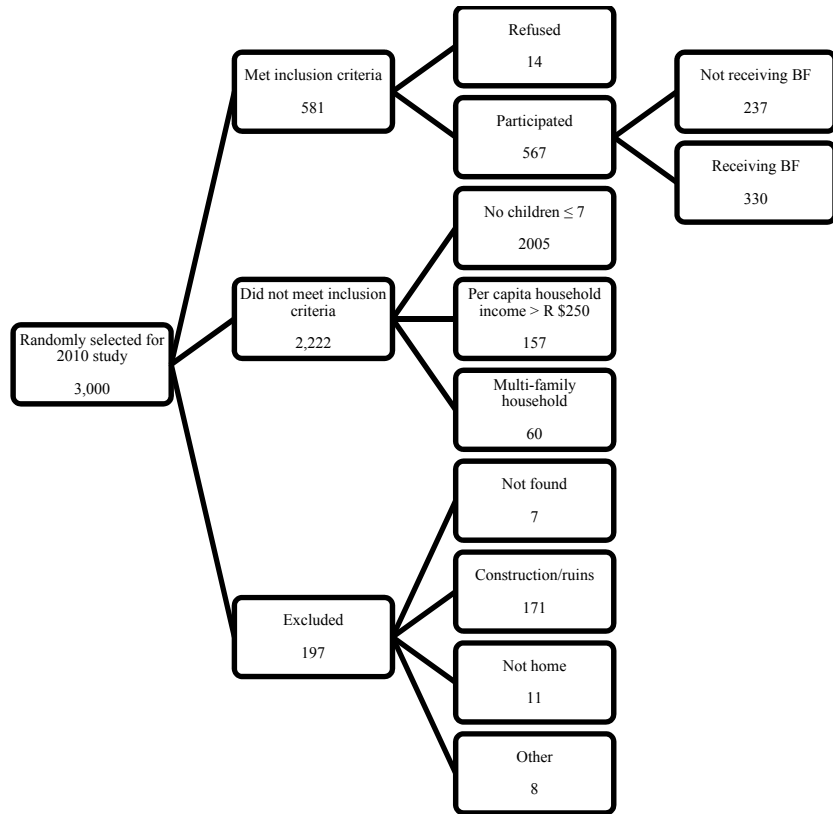 Randomly selected for
2010 study
3,000
Met inclusion criteria
581
Refused
14
Participated
567
Not receiving BF
237
Receiving BF
330
Did not meet inclusion
criteria
2,222
No children ≤ 7
2005
Per capita household
income > R $250
157
Multi-family
household
60
Excluded
197
Not found
7
Construction/ruins
171
Not home
11
Other
8